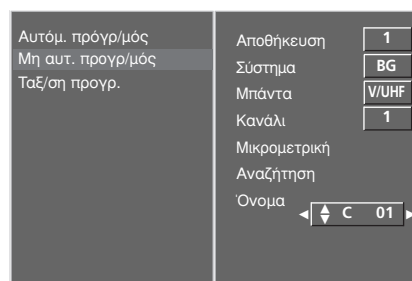 Αυτόμ. πρόγρ/μός
Μη αυτ. προγρ/μός
Ταξ/ση προγρ.
Αποθήκευση 1
Σύστημα BG
Μπάντα V/UHF
Κανάλι 1
Μικρομετρική
Αναζήτηση
Όνομα
C 01